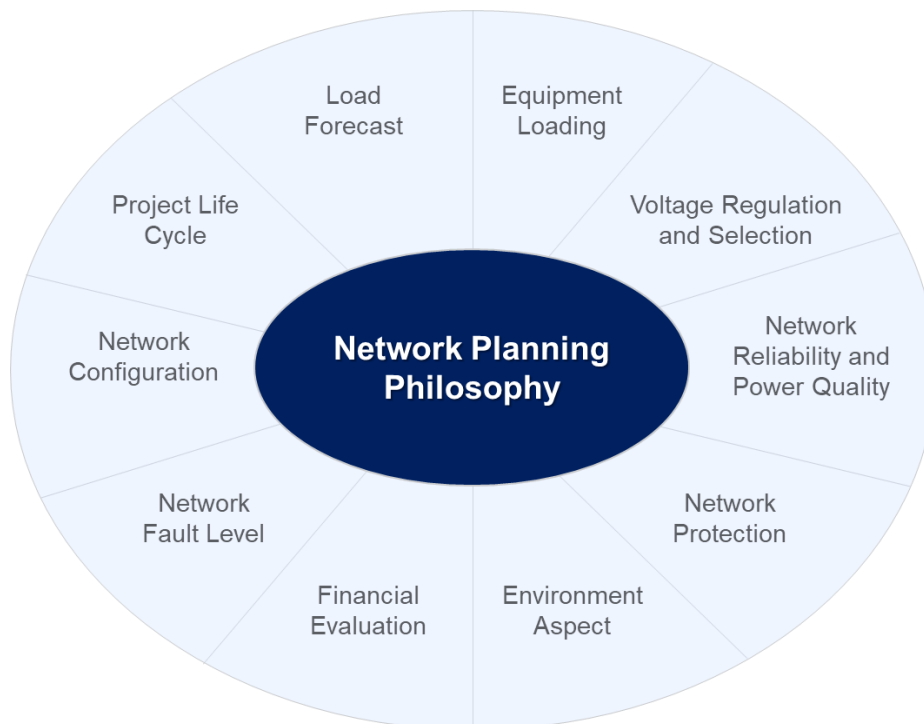 Load
Forecast
Equipment
Loading
Project Life
Cycle
Voltage Regulation
and Selection
Network
Configuration
Network Planning
Philosophy
Network
Reliability and
Power Quality
Network
Fault Level
Network
Protection
Financial
Evaluation
Environment
Aspect